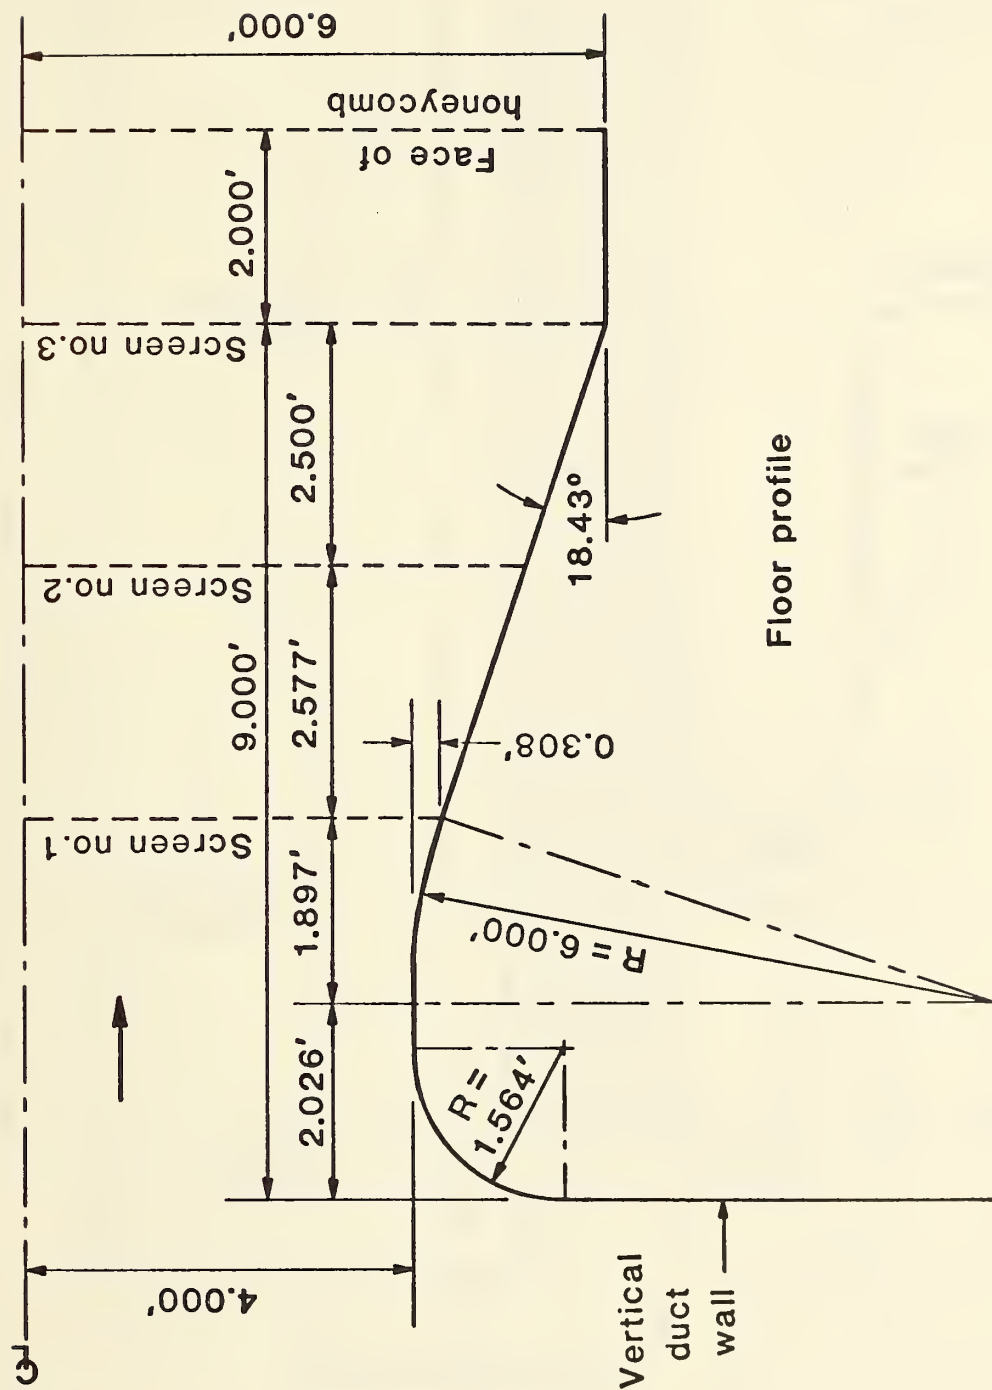 ℄
6.000'
Face of
honeycomb
2.000'
Screen no.3
2.500'
Screen no.2
9.000'
2.577'
18.43°
Floor profile
0.308'
Screen no.1
1.897'
R = 6.000'
2.026'
R =
1.564'
4.000'
Vertical
duct
wall